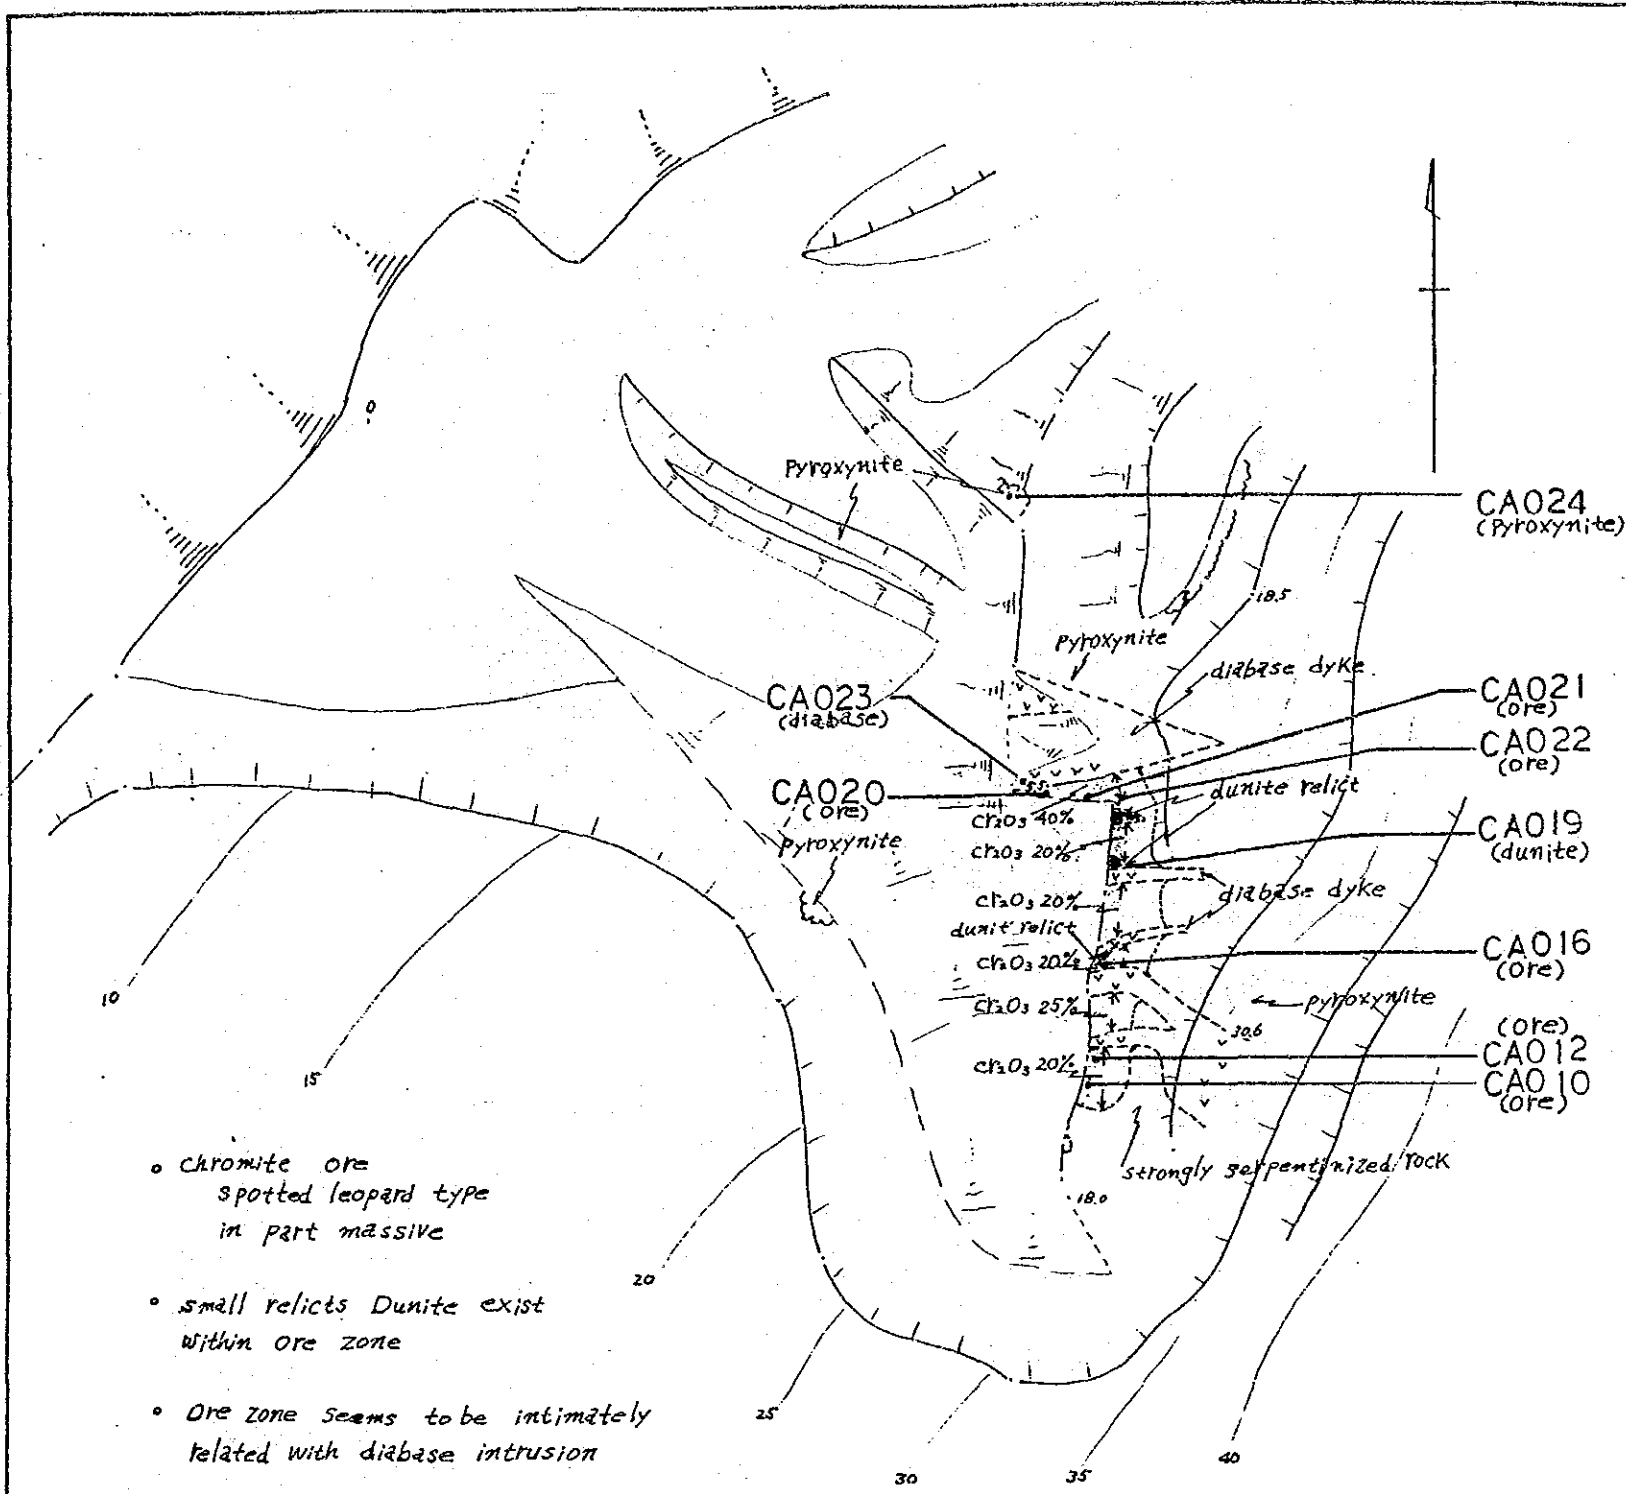 0
Pyroxynite
CA024
(Pyroxynite)
18.5
Pyroxynite
diabase dyke
CA023
(diabase)
CA021
(ore)
CA022
(ore)
CA020
(ore)
dunite relict
cr₂O₃ 40%
CA019
(dunite)
pyroxynite
cr₂O₃ 20%
cr₂O₃ 20%
diabase dyke
dunit relict
CA016
(ore)
cr₂O₃ 20%
pyroxynite
cr₂O₃ 25%
10
30.6
(ore)
CA012
cr₂O₃ 20%
CA010
(ore)
15
strongly serpentinized rock
18.0
• chromite ore
spotted leopard type
in part massive
20
• small relicts Dunite exist
within ore zone
• Ore zone seems to be intimately
related with diabase intrusion
25
30
35
40